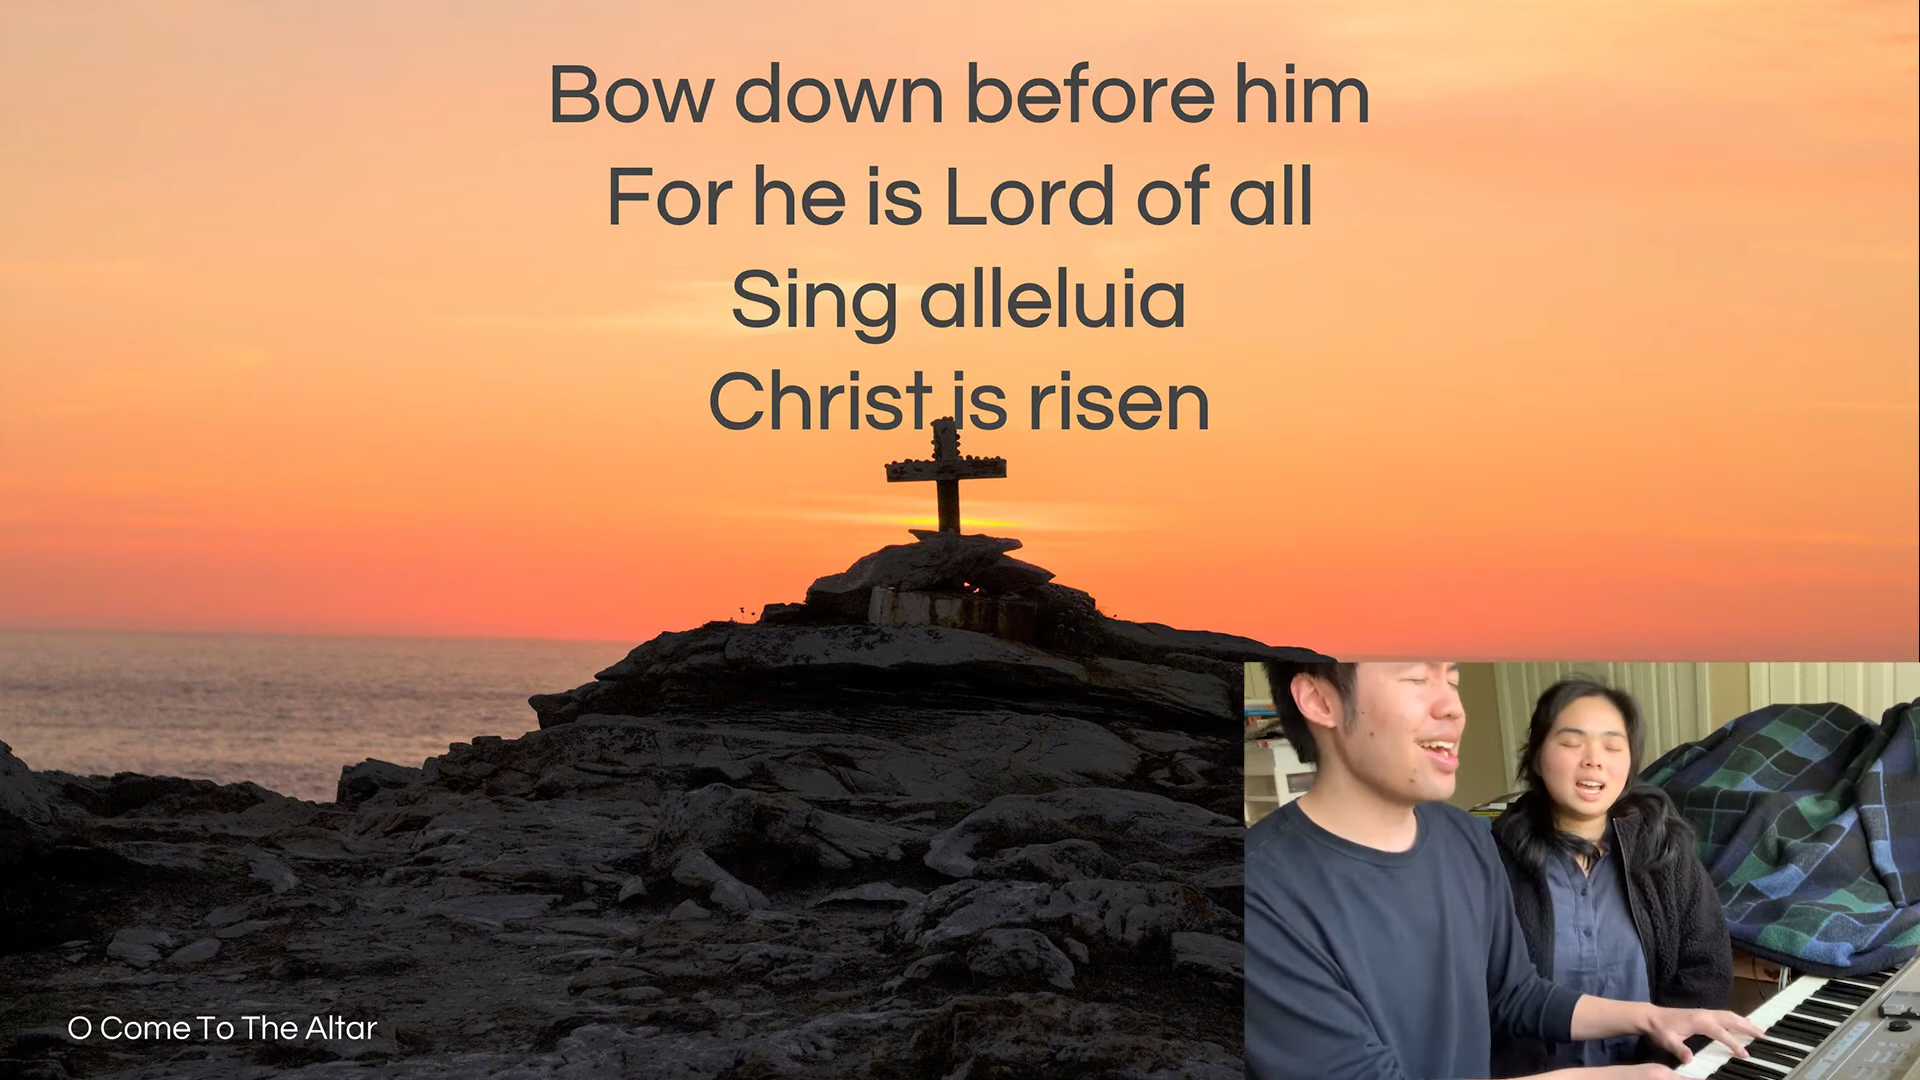 Bow down before him
For he is Lord of all
Sing alleluia
Christ is risen
O Come To The Altar